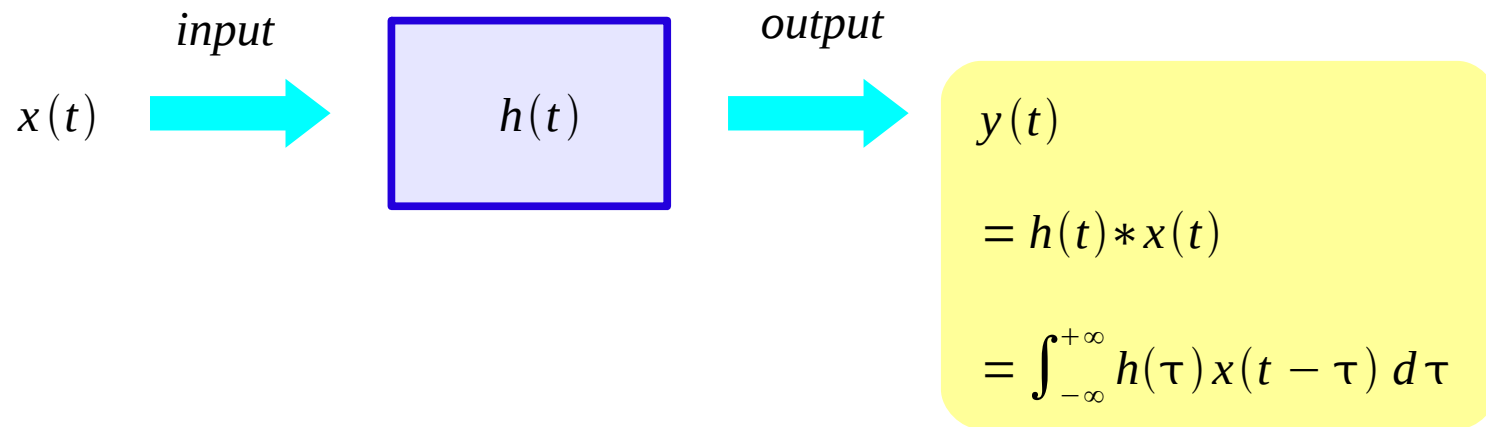 input
output
x(t)
h(t)
y(t)
= h(t)∗x(t)
= ∫_{−∞}^{+∞} h(τ)x(t − τ) dτ